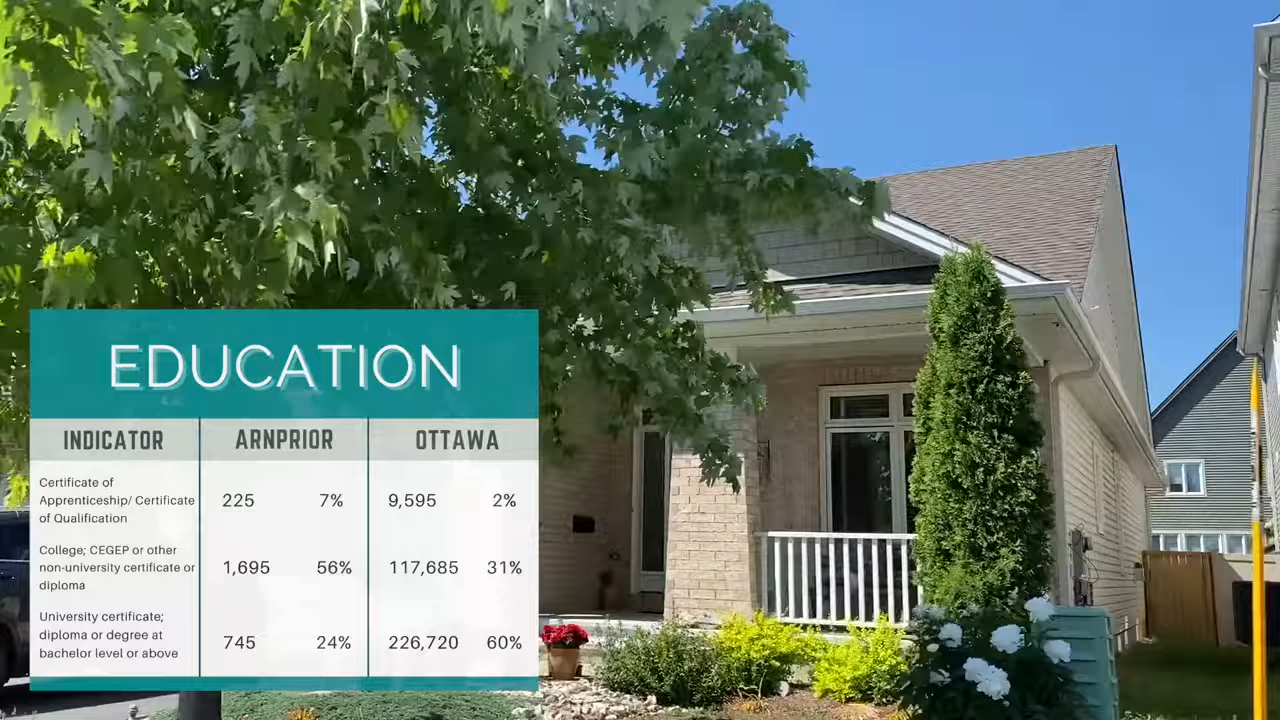 EDUCATION
INDICATOR ARNPRIOR OTTAWA
Certificate of
Apprenticeship/ Certificate
of Qualification
225 7% 9,595 2%
College; CEGEP or other
non-university certificate or
diploma
1,695 56% 117,685 31%
University certificate;
diploma or degree at
bachelor level or above
745 24% 226,720 60%